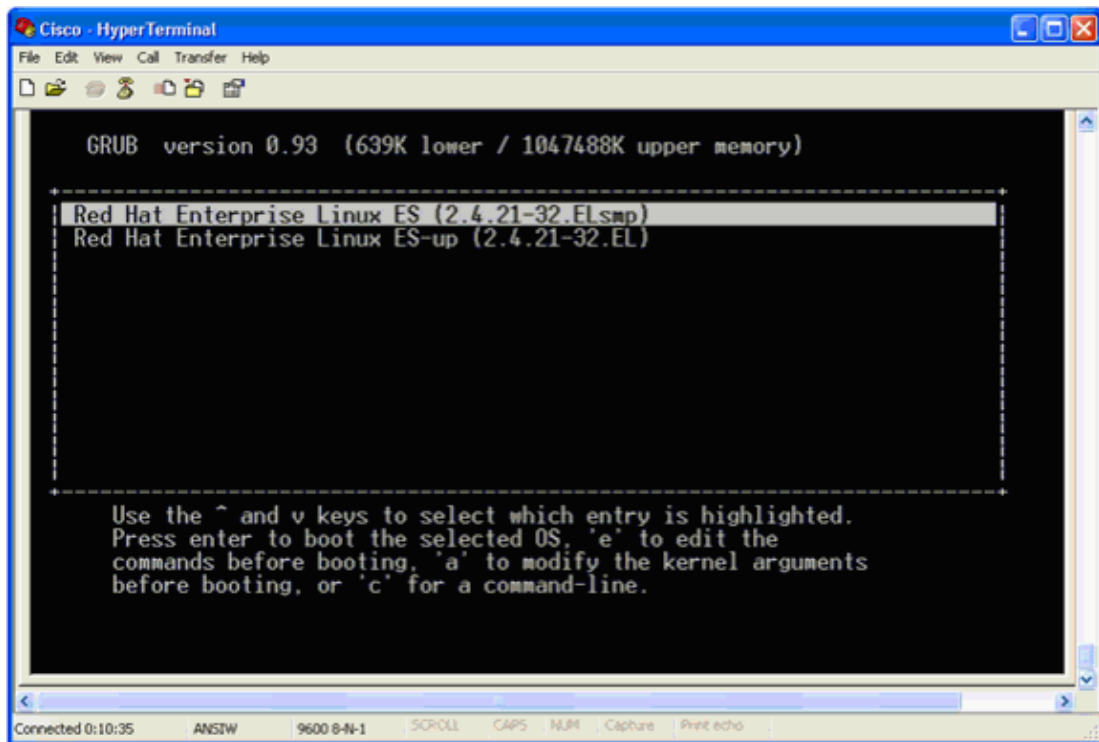 Cisco - HyperTerminal
File Edit View Call Transfer Help
GRUB version 0.93 (639K lower / 1047488K upper memory)
Red Hat Enterprise Linux ES (2.4.21-32.ELsmp)
Red Hat Enterprise Linux ES-up (2.4.21-32.EL)
Use the ^ and v keys to select which entry is highlighted.
Press enter to boot the selected OS, 'e' to edit the
commands before booting, 'a' to modify the kernel arguments
before booting, or 'c' for a command-line.
Connected 0:10:35 ANSIW 9600 8-N-1 SCROLL CAPS NUM Capture Print echo